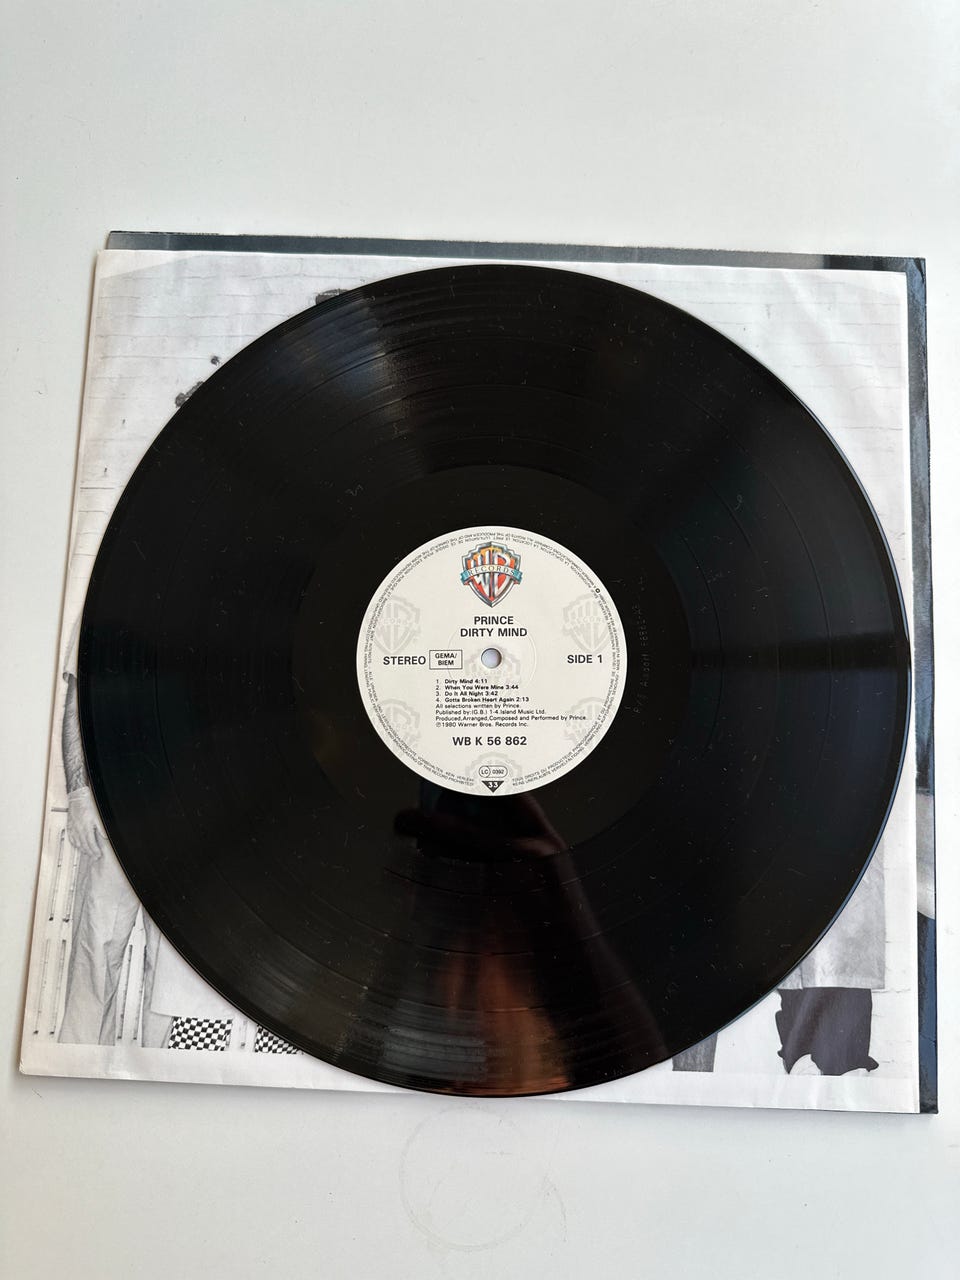 RECORDS
PRINCE
DIRTY MIND
STEREO GEMA/ BIEM SIDE 1
1. Dirty Mind 4:11
2. When You Were Mine 3:44
3. Do It All Night 3:42
4. Gotta Broken Heart Again 2:13
All selections written by Prince.
Published by:(G.B.) 1-4.Island Music Ltd.
Produced,Arranged,Composed and Performed by Prince.
℗1980 Warner Bros. Records Inc.
WB K 56 862
LC 0392
33